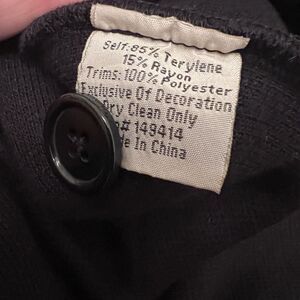 Self: 85% Terylene
15% Rayon
Trims: 100% Polyester
Exclusive Of Decoration
Dry Clean Only
# 149414
In China